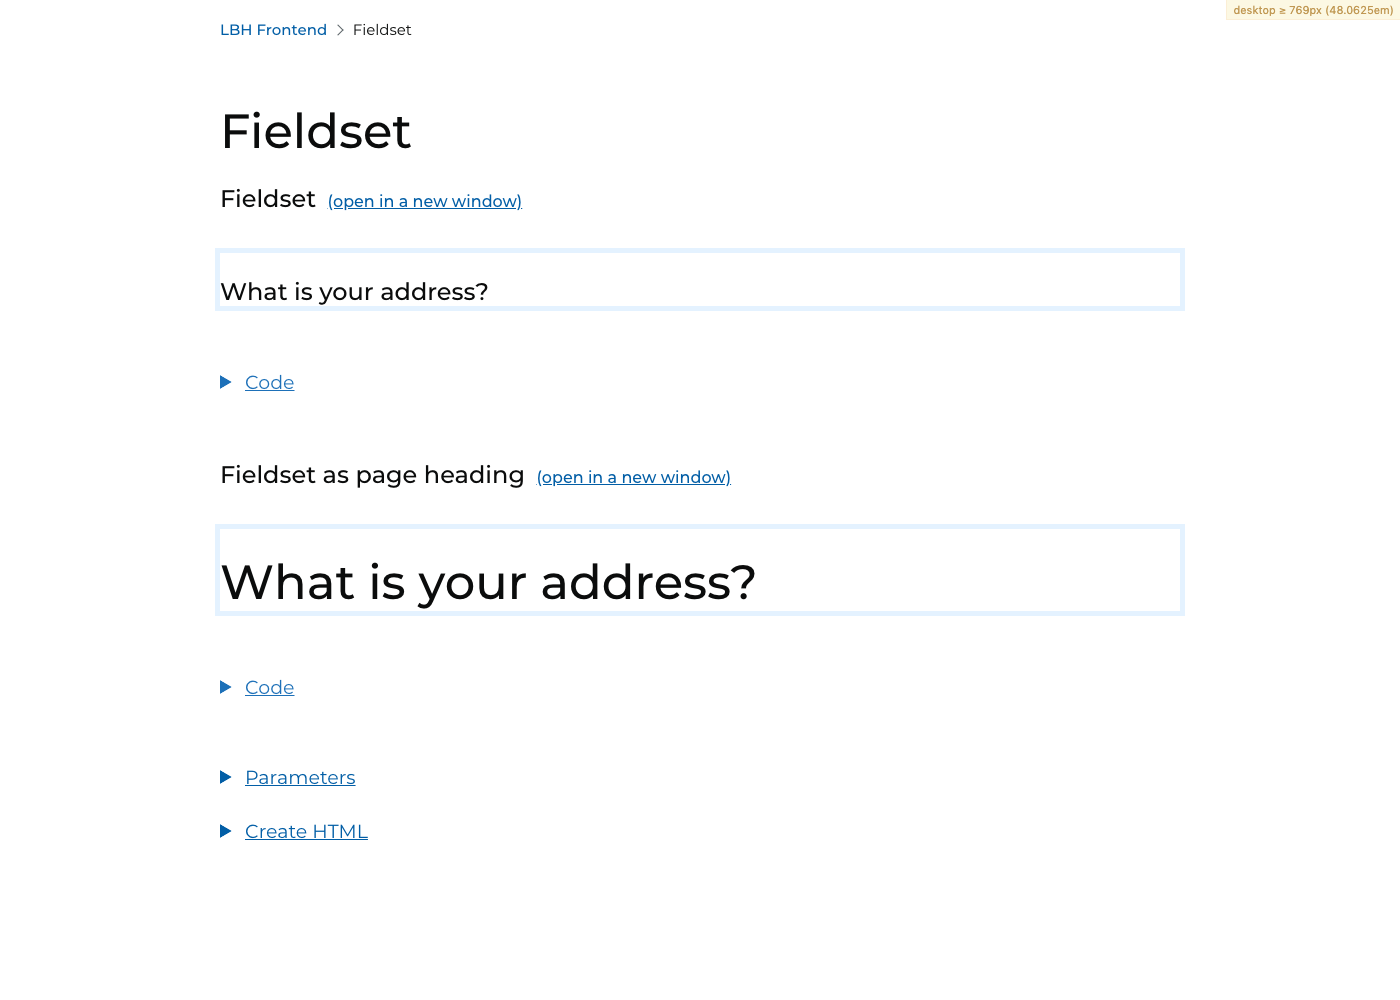 desktop ≥ 769px (48.0625em)
LBH Frontend > Fieldset
Fieldset
Fieldset (open in a new window)
What is your address?
Code
Fieldset as page heading (open in a new window)
What is your address?
Code
Parameters
Create HTML